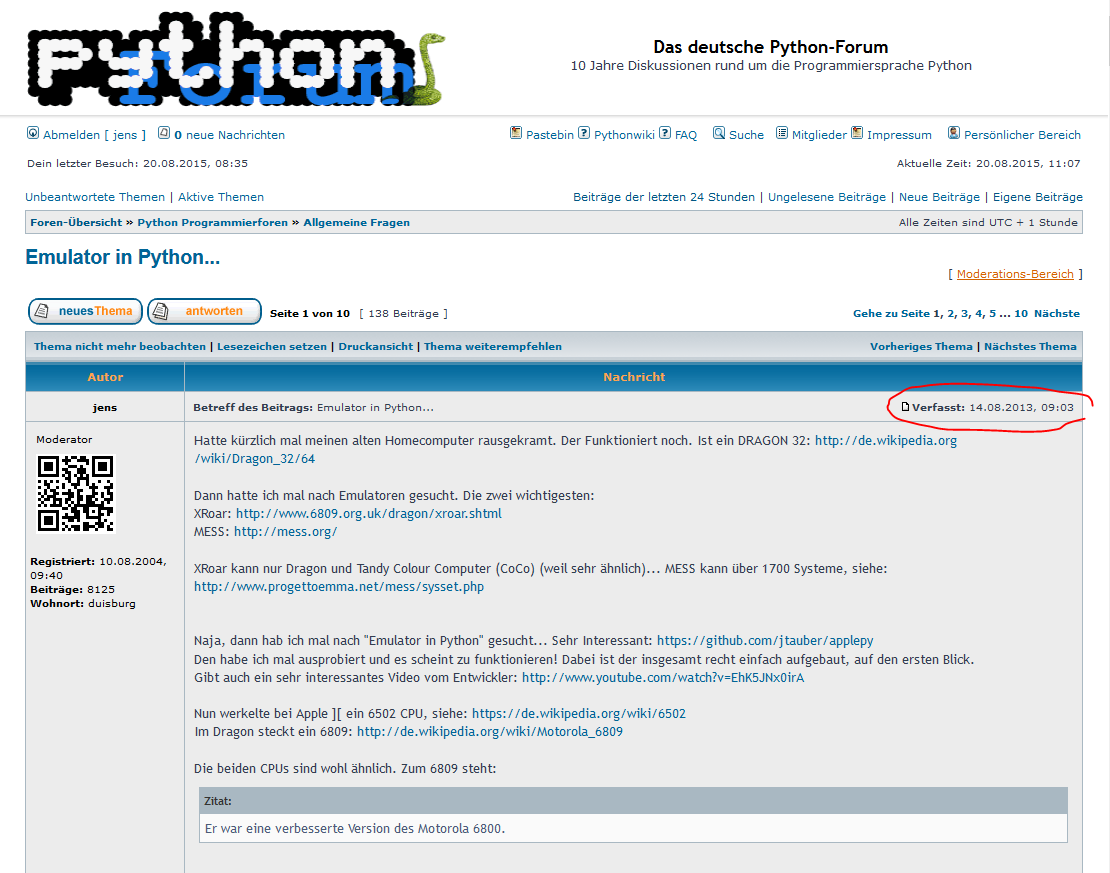 python
forum
Das deutsche Python-Forum
10 Jahre Diskussionen rund um die Programmiersprache Python
Abmelden [ jens ] 0 neue Nachrichten Pastebin Pythonwiki FAQ Suche Mitglieder Impressum Persönlicher Bereich
Dein letzter Besuch: 20.08.2015, 08:35 Aktuelle Zeit: 20.08.2015, 11:07
Unbeantwortete Themen | Aktive Themen Beiträge der letzten 24 Stunden | Ungelesene Beiträge | Neue Beiträge | Eigene Beiträge
Foren-Übersicht » Python Programmierforen » Allgemeine Fragen Alle Zeiten sind UTC + 1 Stunde
Emulator in Python...
[ Moderations-Bereich ]
neuesThema antworten Seite 1 von 10 [ 138 Beiträge ] Gehe zu Seite 1, 2, 3, 4, 5 ... 10 Nächste
Thema nicht mehr beobachten | Lesezeichen setzen | Druckansicht | Thema weiterempfehlen Vorheriges Thema | Nächstes Thema
Autor Nachricht
jens Betreff des Beitrags: Emulator in Python... Verfasst: 14.08.2013, 09:03
Moderator
Registriert: 10.08.2004,
09:40
Beiträge: 8125
Wohnort: duisburg
Hatte kürzlich mal meinen alten Homecomputer rausgekramt. Der Funktioniert noch. Ist ein DRAGON 32: http://de.wikipedia.org
/wiki/Dragon_32/64
Dann hatte ich mal nach Emulatoren gesucht. Die zwei wichtigesten:
XRoar: http://www.6809.org.uk/dragon/xroar.shtml
MESS: http://mess.org/
XRoar kann nur Dragon und Tandy Colour Computer (CoCo) (weil sehr ähnlich)... MESS kann über 1700 Systeme, siehe:
http://www.progettoemma.net/mess/sysset.php
Naja, dann hab ich mal nach "Emulator in Python" gesucht... Sehr Interessant: https://github.com/jtauber/applepy
Den habe ich mal ausprobiert und es scheint zu funktionieren! Dabei ist der insgesamt recht einfach aufgebaut, auf den ersten Blick.
Gibt auch ein sehr interessantes Video vom Entwickler: http://www.youtube.com/watch?v=EhK5JNx0irA
Nun werkelte bei Apple ][ ein 6502 CPU, siehe: https://de.wikipedia.org/wiki/6502
Im Dragon steckt ein 6809: http://de.wikipedia.org/wiki/Motorola_6809
Die beiden CPUs sind wohl ähnlich. Zum 6809 steht:
Zitat:
Er war eine verbesserte Version des Motorola 6800.